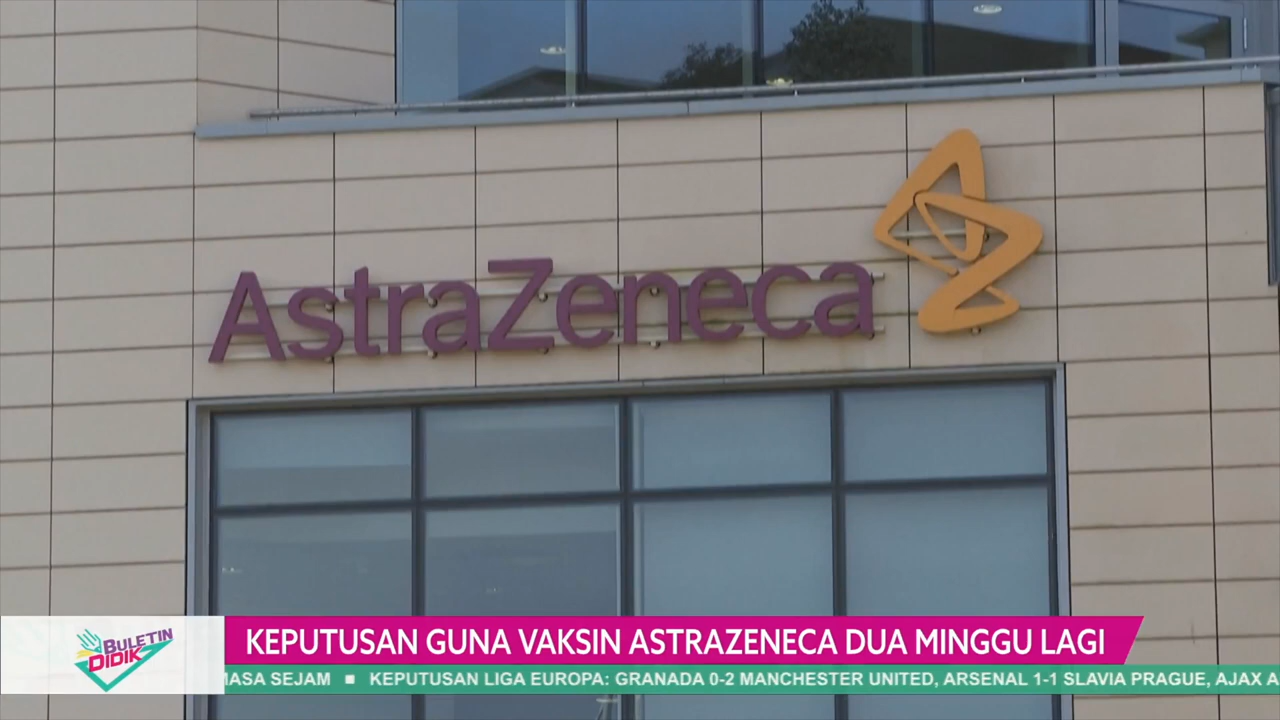 AstraZeneca
BULETIN
DIDIK
KEPUTUSAN GUNA VAKSIN ASTRAZENECA DUA MINGGU LAGI
MASA SEJAM ■ KEPUTUSAN LIGA EUROPA: GRANADA 0-2 MANCHESTER UNITED, ARSENAL 1-1 SLAVIA PRAGUE, AJAX A